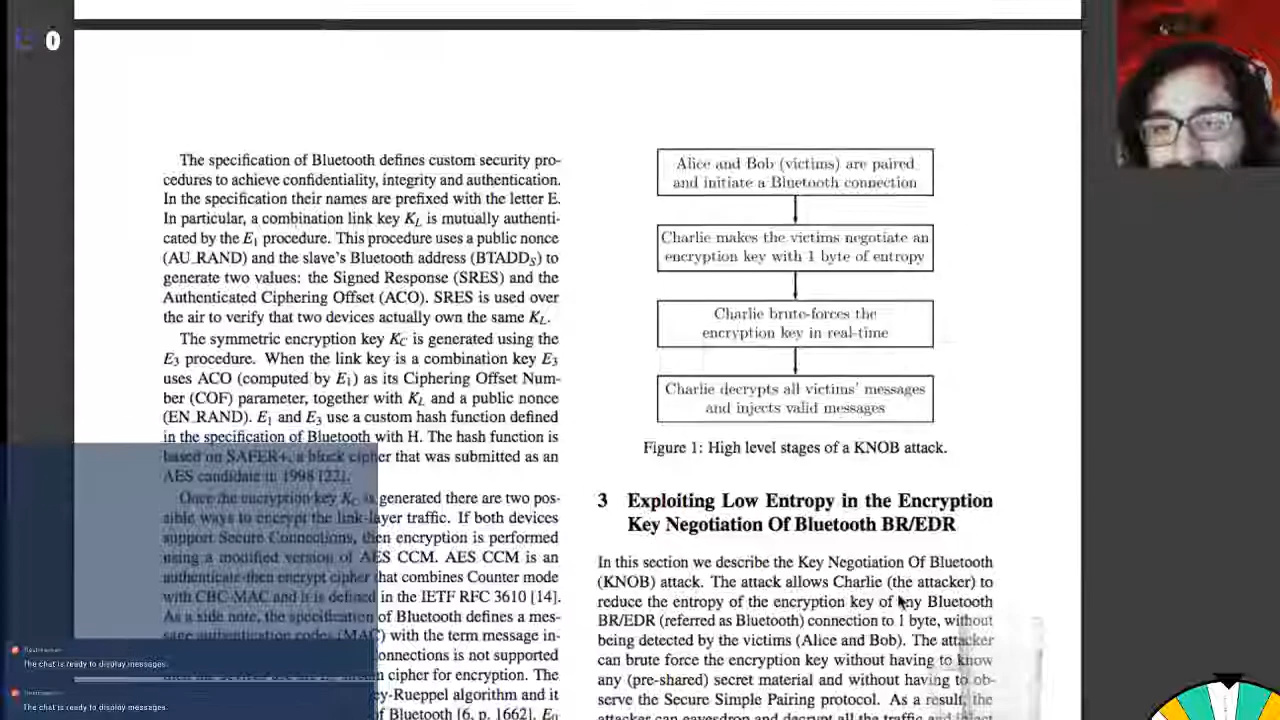 0
The specification of Bluetooth defines custom security pro-
cedures to achieve confidentiality, integrity and authentication.
In the specification their names are prefixed with the letter E.
In particular, a combination link key K_L is mutually authenti-
cated by the E_1 procedure. This procedure uses a public nonce
(AU_RAND) and the slave's Bluetooth address (BTADD_S) to
generate two values: the Signed Response (SRES) and the
Authenticated Ciphering Offset (ACO). SRES is used over
the air to verify that two devices actually own the same K_L.
The symmetric encryption key K_C is generated using the
E_3 procedure. When the link key is a combination key E_3
uses ACO (computed by E_1) as its Ciphering Offset Num-
ber (COF) parameter, together with K_L and a public nonce
(EN_RAND). E_1 and E_3 use a custom hash function defined
in the specification of Bluetooth with H. The hash function is
based on SAFER+, a block cipher that was submitted as an
AES candidate in 1998 [22].
Once the encryption key K_C is generated there are two pos-
sible ways to encrypt the link-layer traffic. If both devices
support Secure Connections, then encryption is performed
using a modified version of AES CCM. AES CCM is an
authenticate-then-encrypt cipher that combines Counter mode
with CBC-MAC and it is defined in the IETF RFC 3610 [14].
As a side note, the specification of Bluetooth defines a mes-
sage authentication codes (MAC) with the term message in-
onnections is not supported
cipher for encryption. The
ey-Rueppel algorithm and it
f Bluetooth [6, p. 1662]. E_0
The chat is ready to display messages.
The chat is ready to display messages.
Alice and Bob (victims) are paired
and initiate a Bluetooth connection
Charlie makes the victims negotiate an
encryption key with 1 byte of entropy
Charlie brute-forces the
encryption key in real-time
Charlie decrypts all victims' messages
and injects valid messages
Figure 1: High level stages of a KNOB attack.
3 Exploiting Low Entropy in the Encryption
Key Negotiation Of Bluetooth BR/EDR
In this section we describe the Key Negotiation Of Bluetooth
(KNOB) attack. The attack allows Charlie (the attacker) to
reduce the entropy of the encryption key of any Bluetooth
BR/EDR (referred as Bluetooth) connection to 1 byte, without
being detected by the victims (Alice and Bob). The attacker
can brute force the encryption key without having to know
any (pre-shared) secret material and without having to ob-
serve the Secure Simple Pairing protocol. As a result, the
attacker can eavesdrop and decrypt all the traffic and inject